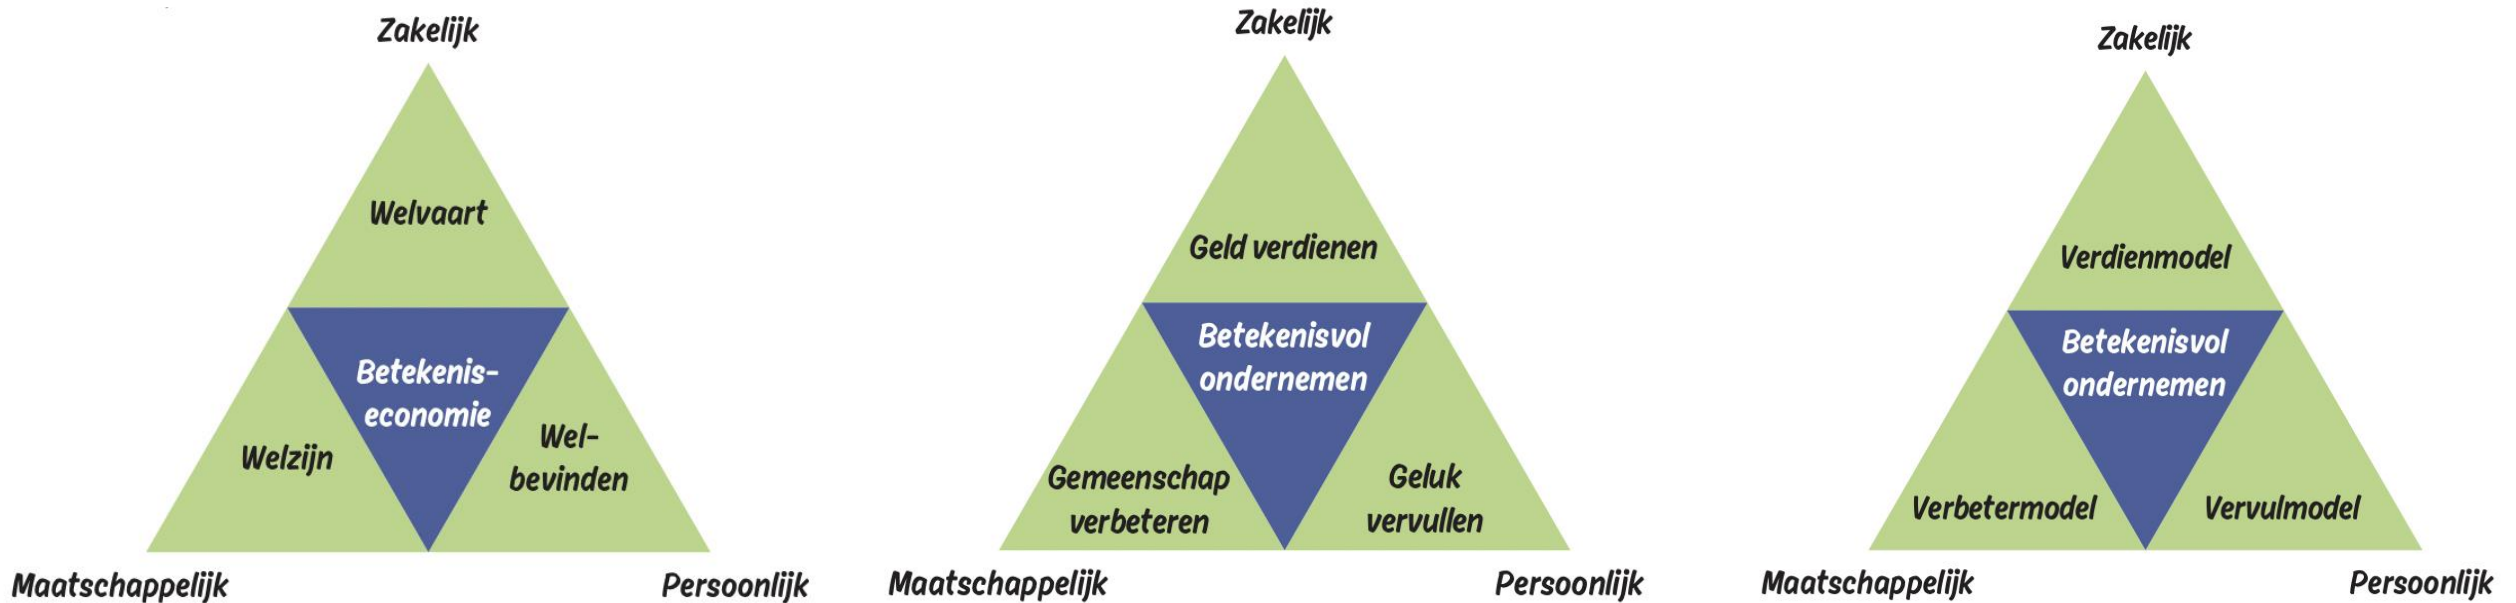 Zakelijk
Welvaart
Betekenis-
economie
Welzijn
Wel-
bevinden
Maatschappelijk
Persoonlijk
Zakelijk
Geld verdienen
Betekenisvol
ondernemen
Gemeenschap
verbeteren
Geluk
vervullen
Maatschappelijk
Persoonlijk
Zakelijk
Verdienmodel
Betekenisvol
ondernemen
Verbetermodel
Vervulmodel
Maatschappelijk
Persoonlijk